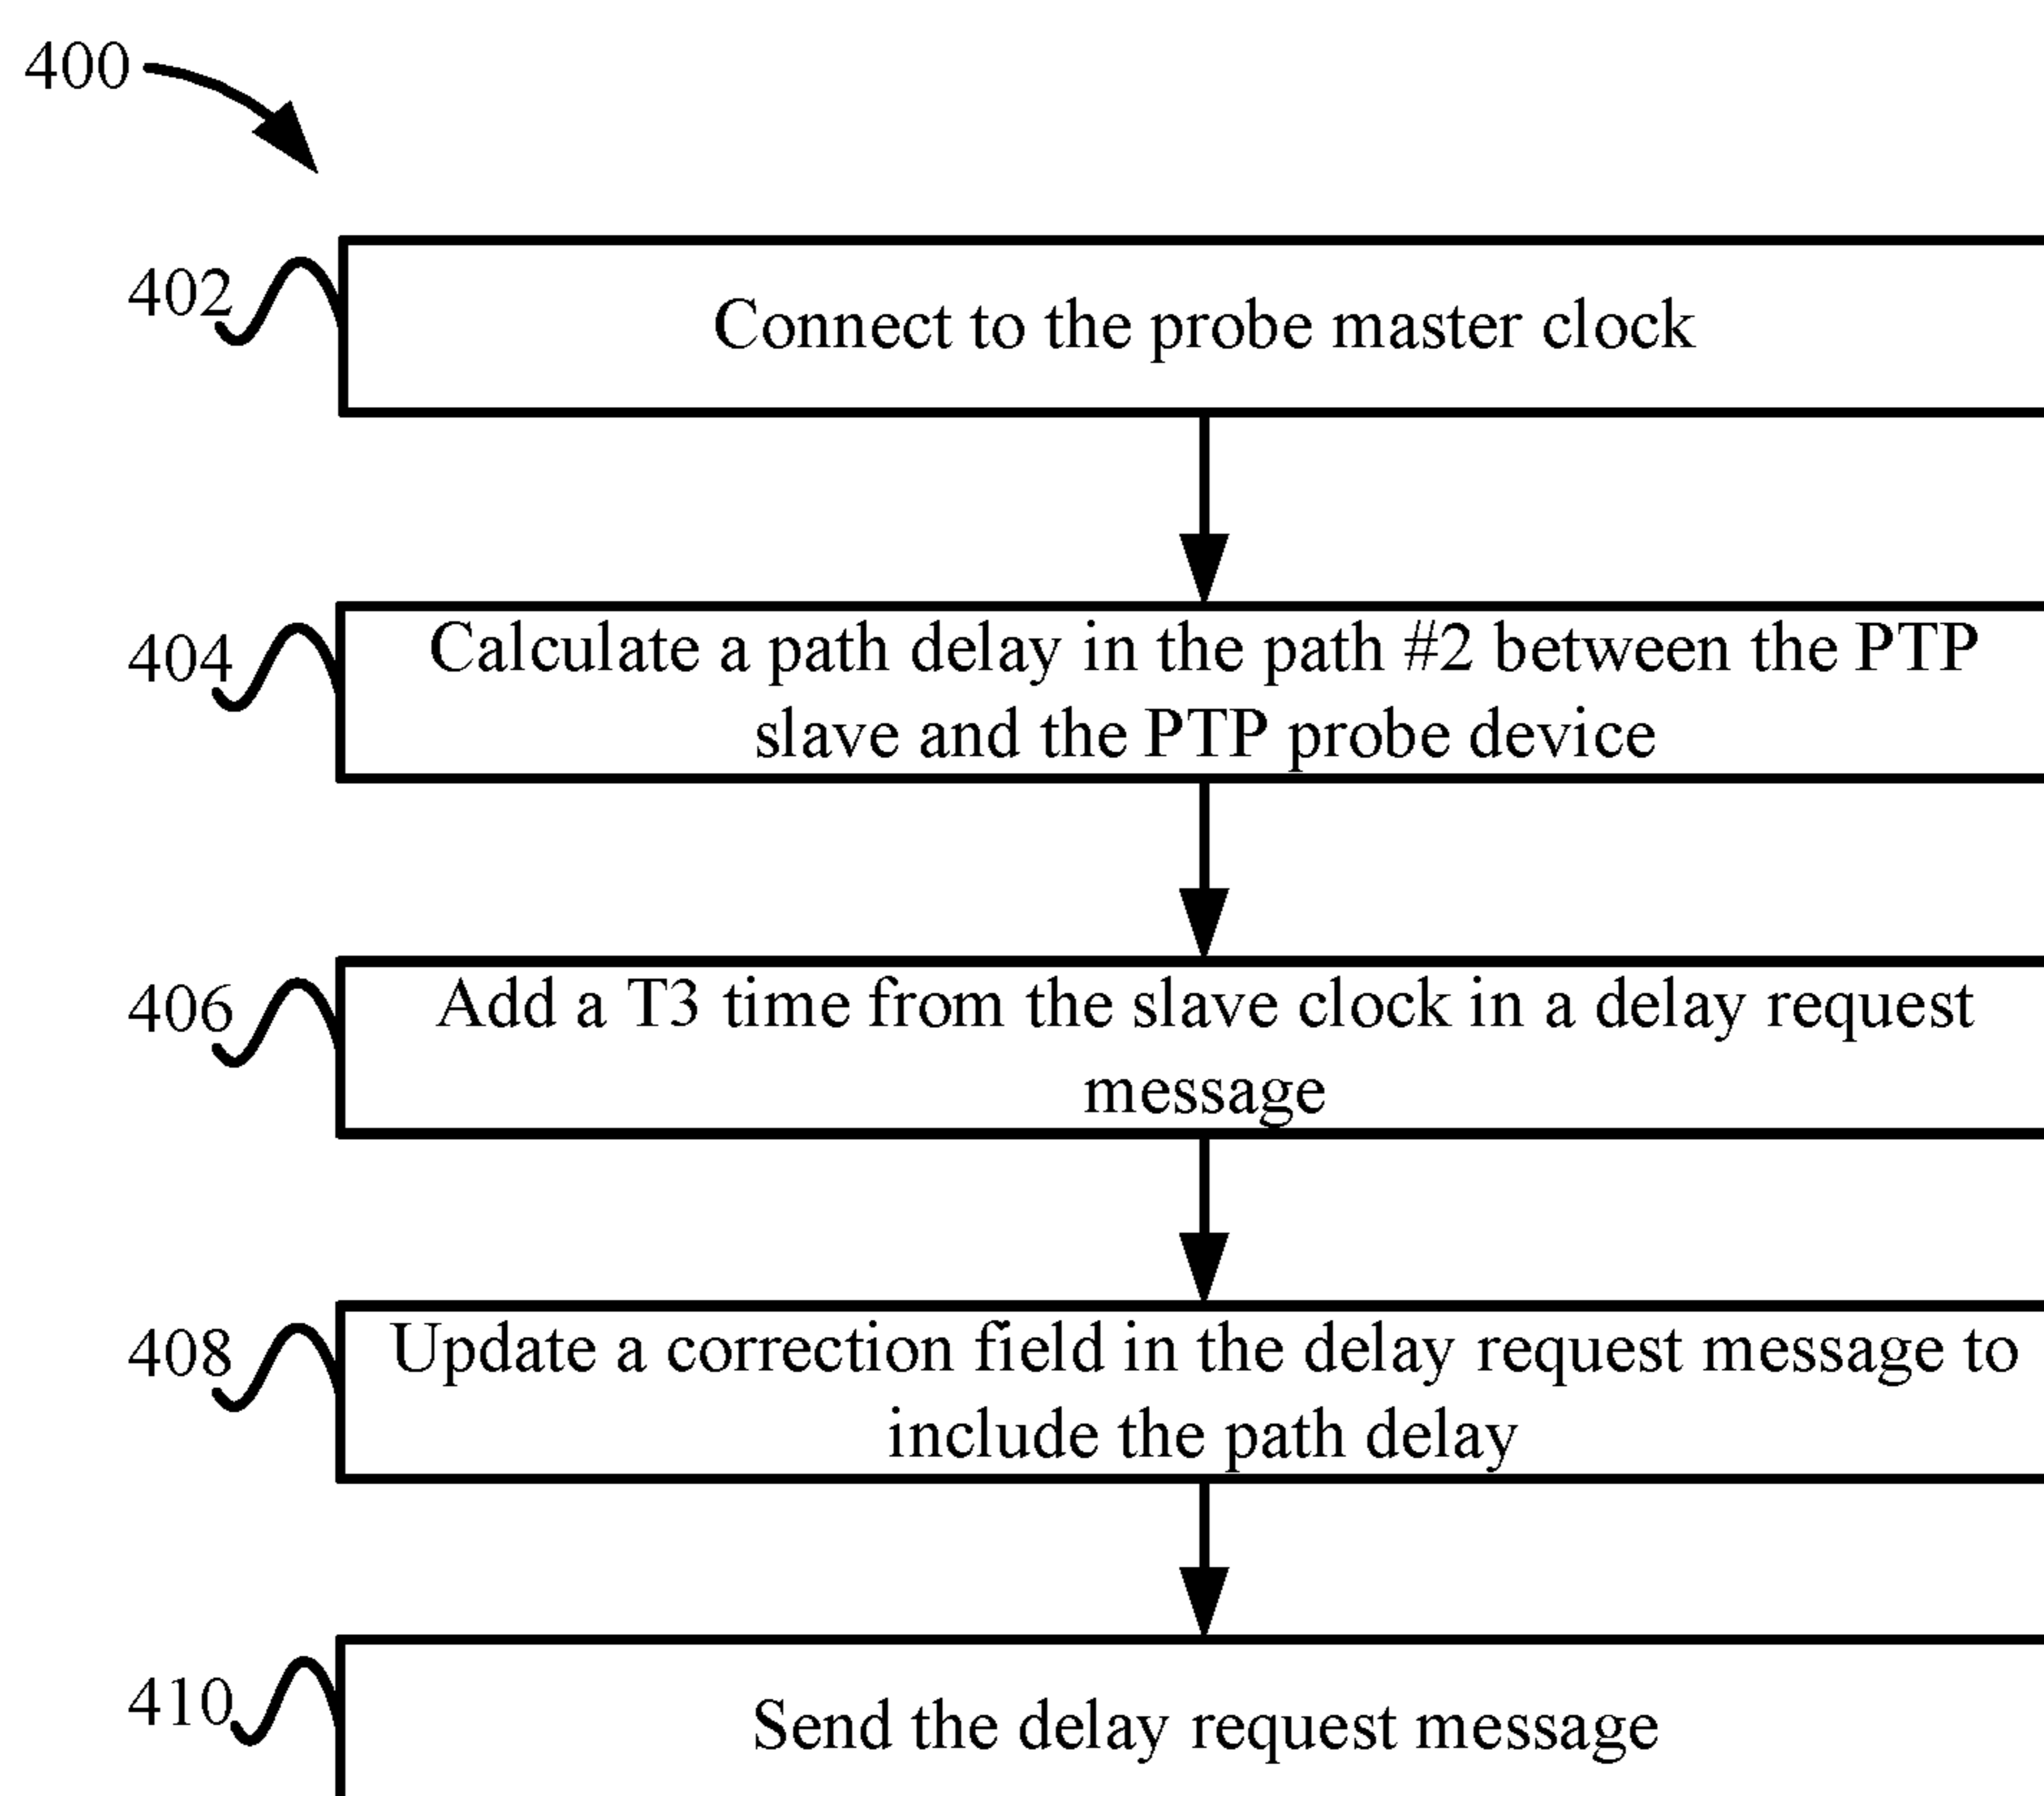 400
402
Connect to the probe master clock
404
Calculate a path delay in the path #2 between the PTP
slave and the PTP probe device
406
Add a T3 time from the slave clock in a delay request
message
408
Update a correction field in the delay request message to
include the path delay
410
Send the delay request message